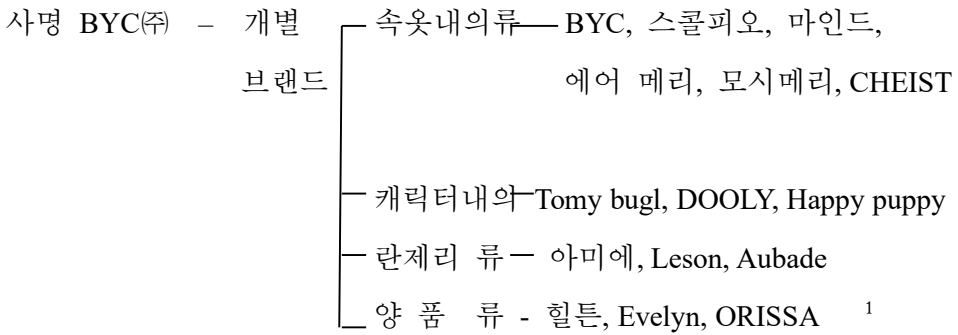 사명 BYC㈜ – 개별 속옷내의류 BYC, 스콜피오, 마인드,
브랜드 에어 메리, 모시메리, CHEIST
캐릭터내의 Tomy bugl, DOOLY, Happy puppy
란제리 류 아미에, Leson, Aubade
양 품 류 - 힐튼, Evelyn, ORISSA 1